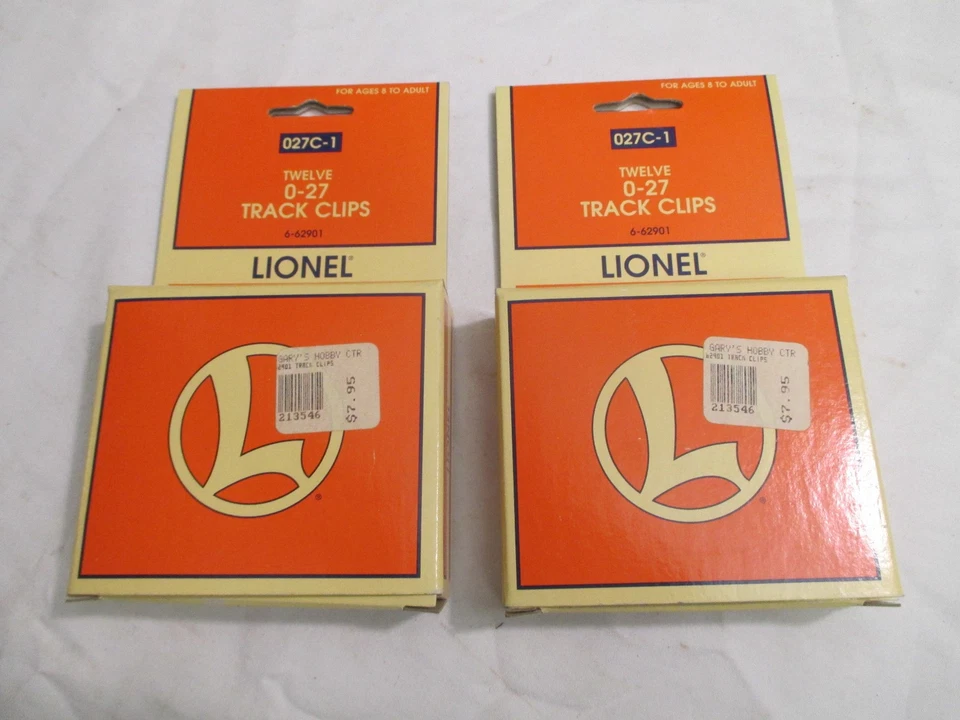 FOR AGES 8 TO ADULT
027C-1
TWELVE
0-27
TRACK CLIPS
6-62901
LIONEL®
GARY'S HOBBY CTR
62901 TRACK CLIPS
213546
$7.95
L
®
FOR AGES 8 TO ADULT
027C-1
TWELVE
0-27
TRACK CLIPS
6-62901
LIONEL®
GARY'S HOBBY CTR
62901 TRACK CLIPS
213546
$7.95
L
®